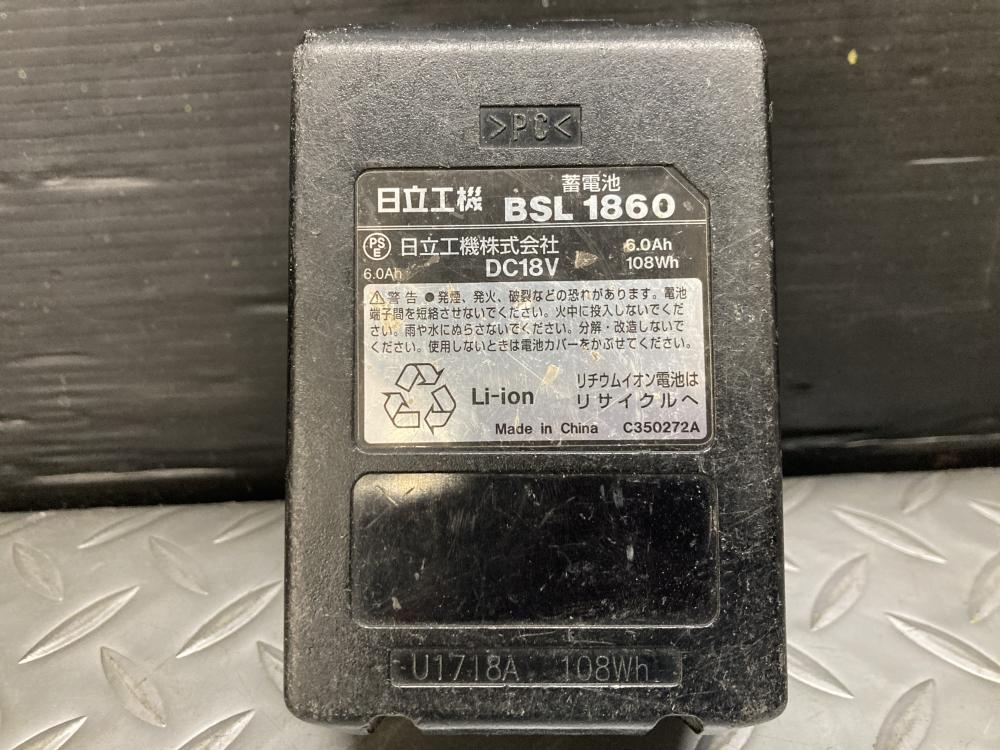 >PC<
日立工機 蓄電池 BSL 1860
PSE 日立工機株式会社 6.0Ah
6.0Ah DC18V 108Wh
⚠警告 ●発煙、発火、破裂などの恐れがあります。電池
端子間を短絡させないでください。火中に投入しないでくだ
さい。雨や水にぬらさないでください。分解・改造しないで
ください。使用しないときは電池カバーをかぶせてください。
Li-ion リチウムイオン電池は
リサイクルへ
Made in China C350272A
U1718A 108Wh